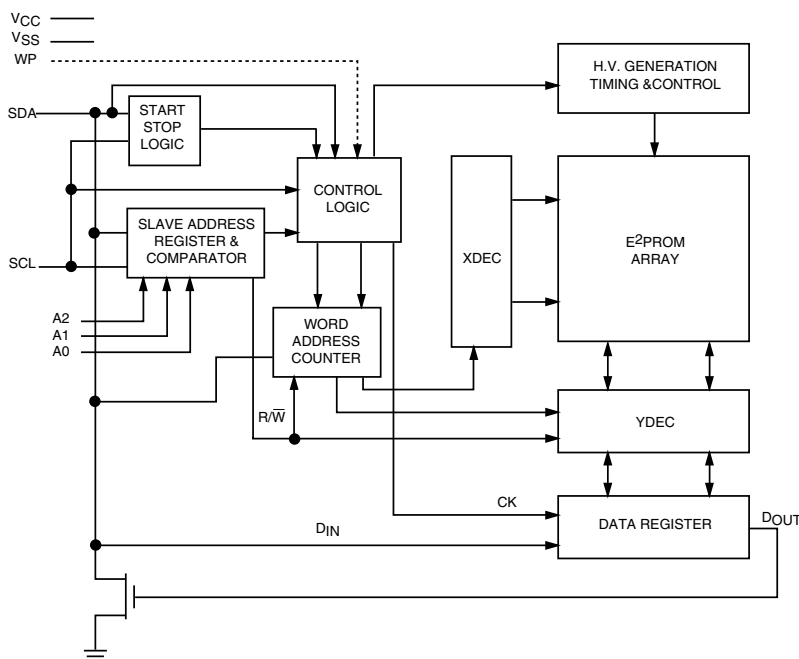 VCC
VSS
WP
H.V. GENERATION
TIMING &CONTROL
SDA
START
STOP
LOGIC
CONTROL
LOGIC
SLAVE ADDRESS
REGISTER &
COMPARATOR
SCL
XDEC
E²PROM
ARRAY
A2
A1
A0
WORD
ADDRESS
COUNTER
R/W̅
YDEC
CK
DIN
DATA REGISTER
DOUT